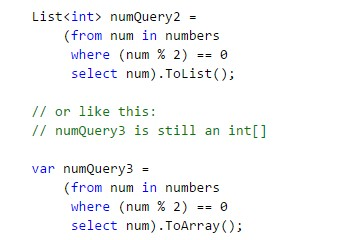 List<int> numQuery2 =
(from num in numbers
where (num % 2) == 0
select num).ToList();
// or like this:
// numQuery3 is still an int[]
var numQuery3 =
(from num in numbers
where (num % 2) == 0
select num).ToArray();